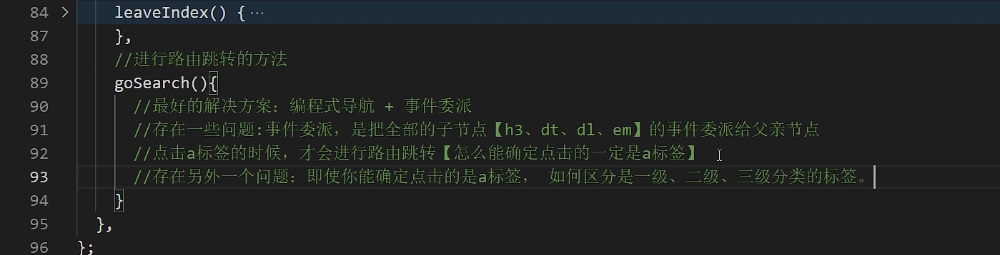 84 > leaveIndex() {···
87 },
88 //进行路由跳转的方法
89 goSearch(){
90 //最好的解决方案：编程式导航 + 事件委派
91 //存在一些问题:事件委派，是把全部的子节点【h3、dt、dl、em】的事件委派给父亲节点
92 //点击a标签的时候，才会进行路由跳转【怎么能确定点击的一定是a标签】
93 //存在另外一个问题：即使你能确定点击的是a标签， 如何区分是一级、二级、三级分类的标签。
94 }
95 },
96 };